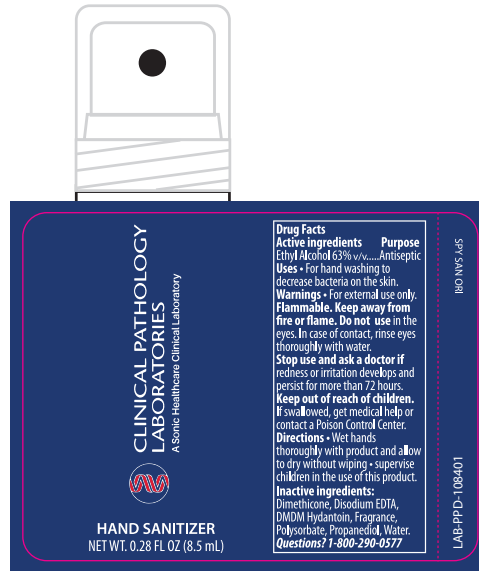 CLINICAL PATHOLOGY
LABORATORIES
A Sonic Healthcare Clinical Laboratory
HAND SANITIZER
NET WT. 0.28 FL OZ (8.5 mL)
Drug Facts
Active ingredients Purpose
Ethyl Alcohol 63% v/v.....Antiseptic
Uses • For hand washing to
decrease bacteria on the skin.
Warnings • For external use only.
Flammable. Keep away from
fire or flame. Do not use in the
eyes. In case of contact, rinse eyes
thoroughly with water.
Stop use and ask a doctor if
redness or irritation develops and
persist for more than 72 hours.
Keep out of reach of children.
If swallowed, get medical help or
contact a Poison Control Center.
Directions • Wet hands
thoroughly with product and allow
to dry without wiping • supervise
children in the use of this product.
Inactive ingredients:
Dimethicone, Disodium EDTA,
DMDM Hydantoin, Fragrance,
Polysorbate, Propanediol, Water.
Questions? 1-800-290-0577
SPY SAN ORI
LAB-PPD-108401